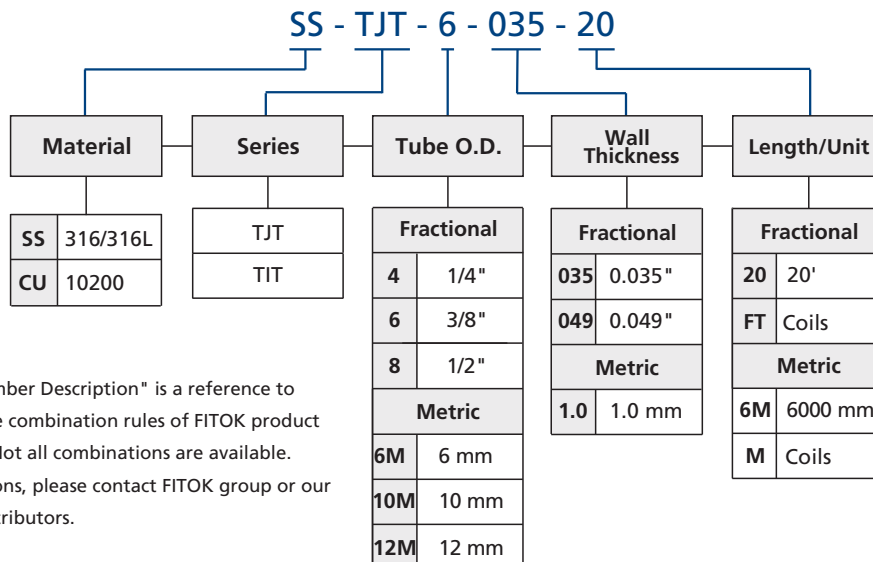 SS - TJT - 6 - 035 - 20
Material
Series
Tube O.D.
Wall
Thickness
Length/Unit
SS 316/316L
CU 10200
TJT
TIT
Fractional
4 1/4"
6 3/8"
8 1/2"
Metric
6M 6 mm
10M 10 mm
12M 12 mm
Fractional
035 0.035"
049 0.049"
Metric
1.0 1.0 mm
Fractional
20 20'
FT Coils
Metric
6M 6000 mm
M Coils
Description" is a reference to
combination rules of FITOK product
Not all combinations are available.
please contact FITOK group or our